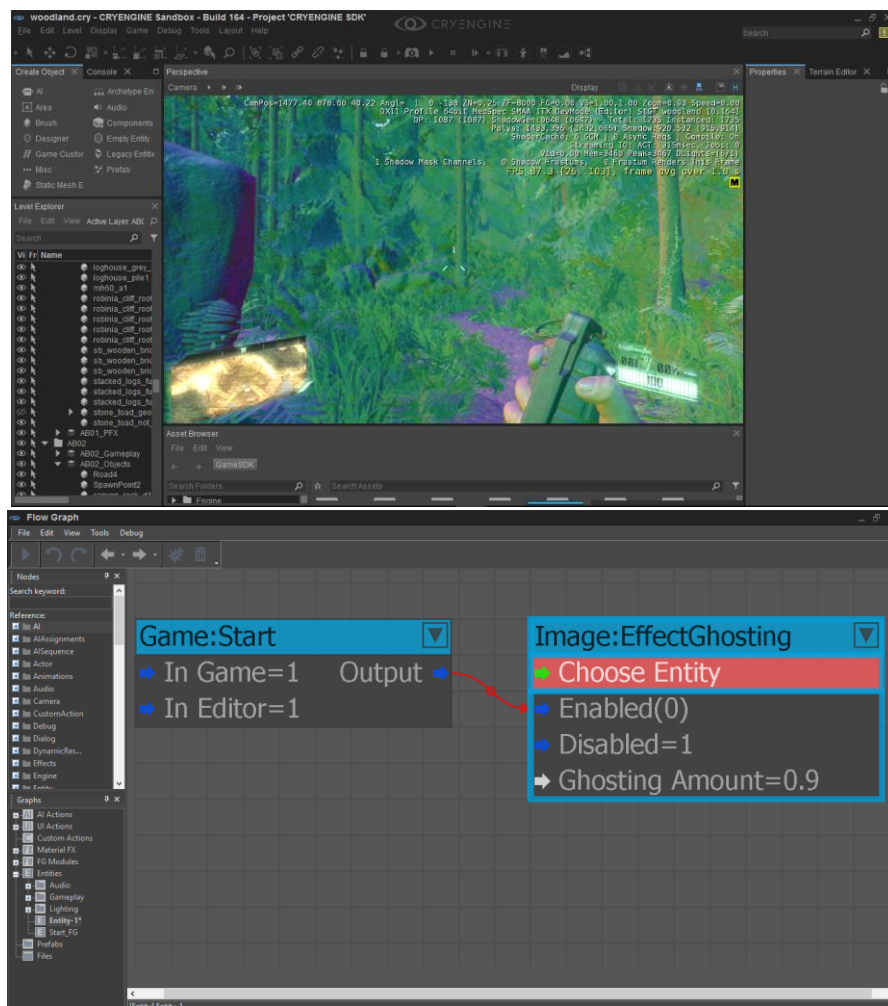 woodland.cry - CRYENGINE Sandbox - Build 164 - Project 'CRYENGINE SDK'
CRYENGINE
File Edit Level Display Game Debug Tools Layout Help
Search
Create Object
Console
Perspective
Properties
Terrain Editor
Camera
Display
AI
Archetype En
Area
Audio
Brush
Components
Designer
Empty Entity
Game Custor
Legacy Entitie
Misc
Prefab
Static Mesh E
1 Shadow Mask Channels.
Level Explorer
File Edit View Active Layer: AB(
Search
Vi Fr Name
loghouse_grey_
loghouse_pile1
mh60_a1
robinia_cliff_root
robinia_cliff_root
robinia_cliff_root
robinia_cliff_root
robinia_cliff_root
sb_wooden_bric
sb_wooden_bric
sb_wooden_bric
stacked_logs_fu
stacked_logs_fu
stacked_logs_fu
stone_toad_geo
stone_toad_not_
AB01_PFX
AB02
AB02_Gameplay
AB02_Objects
Road4
SpawnPoint2
M
100
Asset Browser
File Edit View
GameSDK
Search Folders
Search Assets
Engine
Flow Graph
File Edit View Tools Debug
Nodes
Search keyword:
Reference:
AI
AIAssignments
AISequence
Actor
Animations
Audio
Camera
CustomAction
Debug
Dialog
DynamicRes...
Effects
Engine
Entity
Graphs
AI Actions
UI Actions
Custom Actions
Material FX
FG Modules
Entities
Audio
Gameplay
Lighting
Entity-1*
Start_FG
Prefabs
Files
Game:Start
In Game=1 Output
In Editor=1
Image:EffectGhosting
Choose Entity
Enabled(0)
Disabled=1
Ghosting Amount=0.9